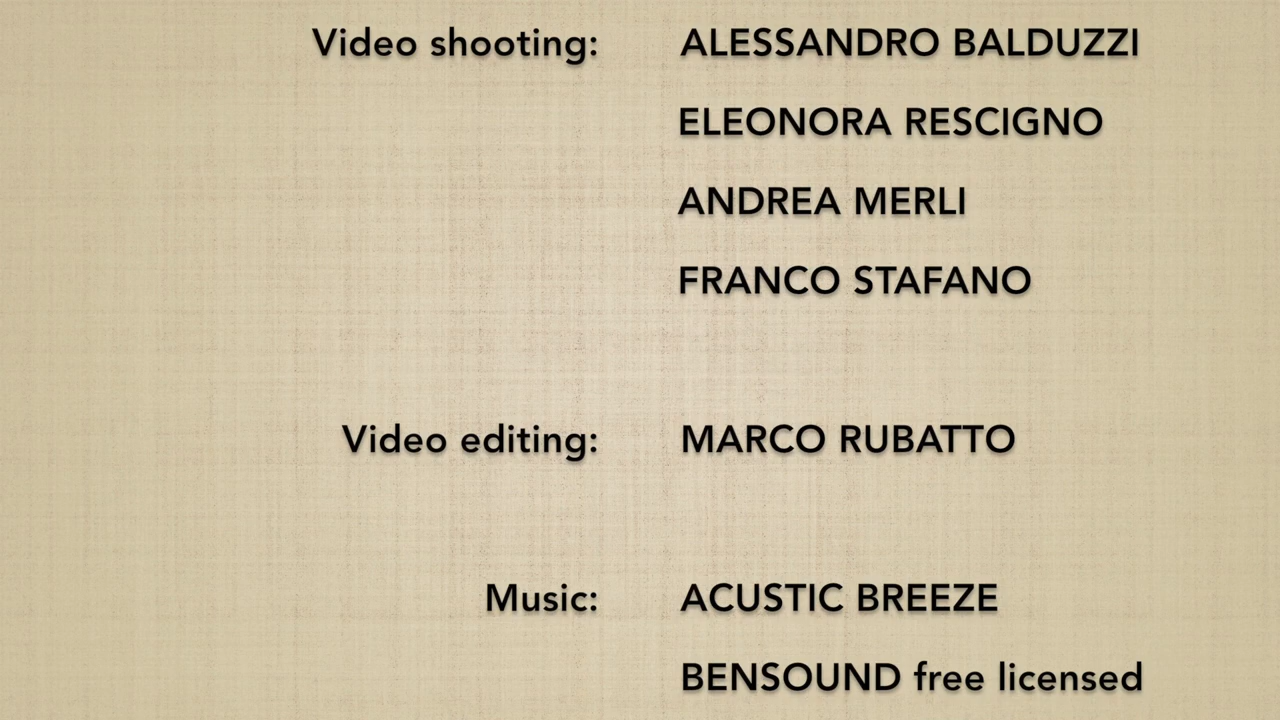 Video shooting: ALESSANDRO BALDUZZI
ELEONORA RESCIGNO
ANDREA MERLI
FRANCO STAFANO
Video editing: MARCO RUBATTO
Music: ACUSTIC BREEZE
BENSOUND free licensed